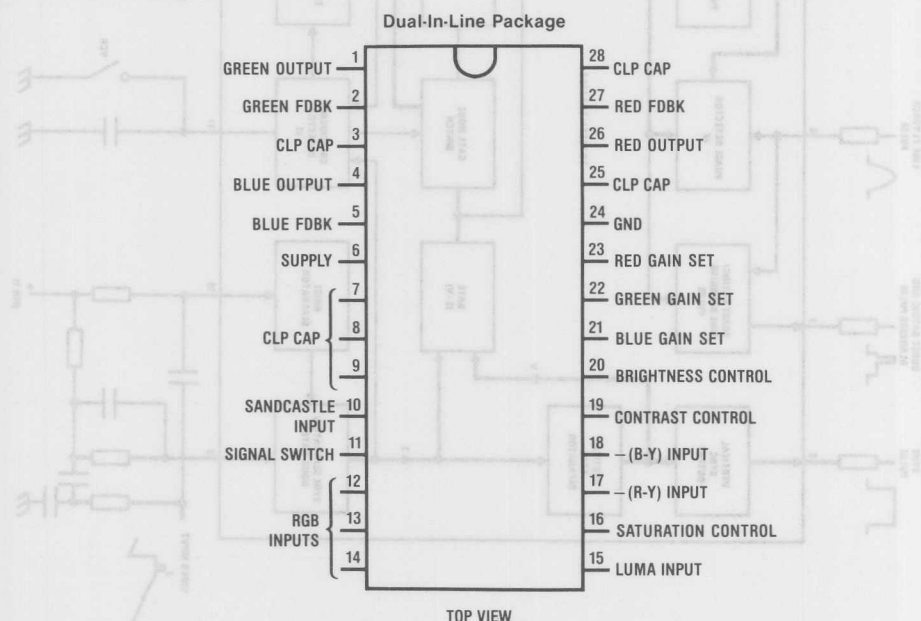 Dual-In-Line Package
1
GREEN OUTPUT
2
GREEN FDBK
3
CLP CAP
4
BLUE OUTPUT
5
BLUE FDBK
6
SUPPLY
7
8
CLP CAP
9
10
SANDCASTLE
INPUT
11
SIGNAL SWITCH
12
13
RGB
INPUTS
14
28
CLP CAP
27
RED FDBK
26
RED OUTPUT
25
CLP CAP
24
GND
23
RED GAIN SET
22
GREEN GAIN SET
21
BLUE GAIN SET
20
BRIGHTNESS CONTROL
19
CONTRAST CONTROL
18
–(B-Y) INPUT
17
–(R-Y) INPUT
16
SATURATION CONTROL
15
LUMA INPUT
TOP VIEW